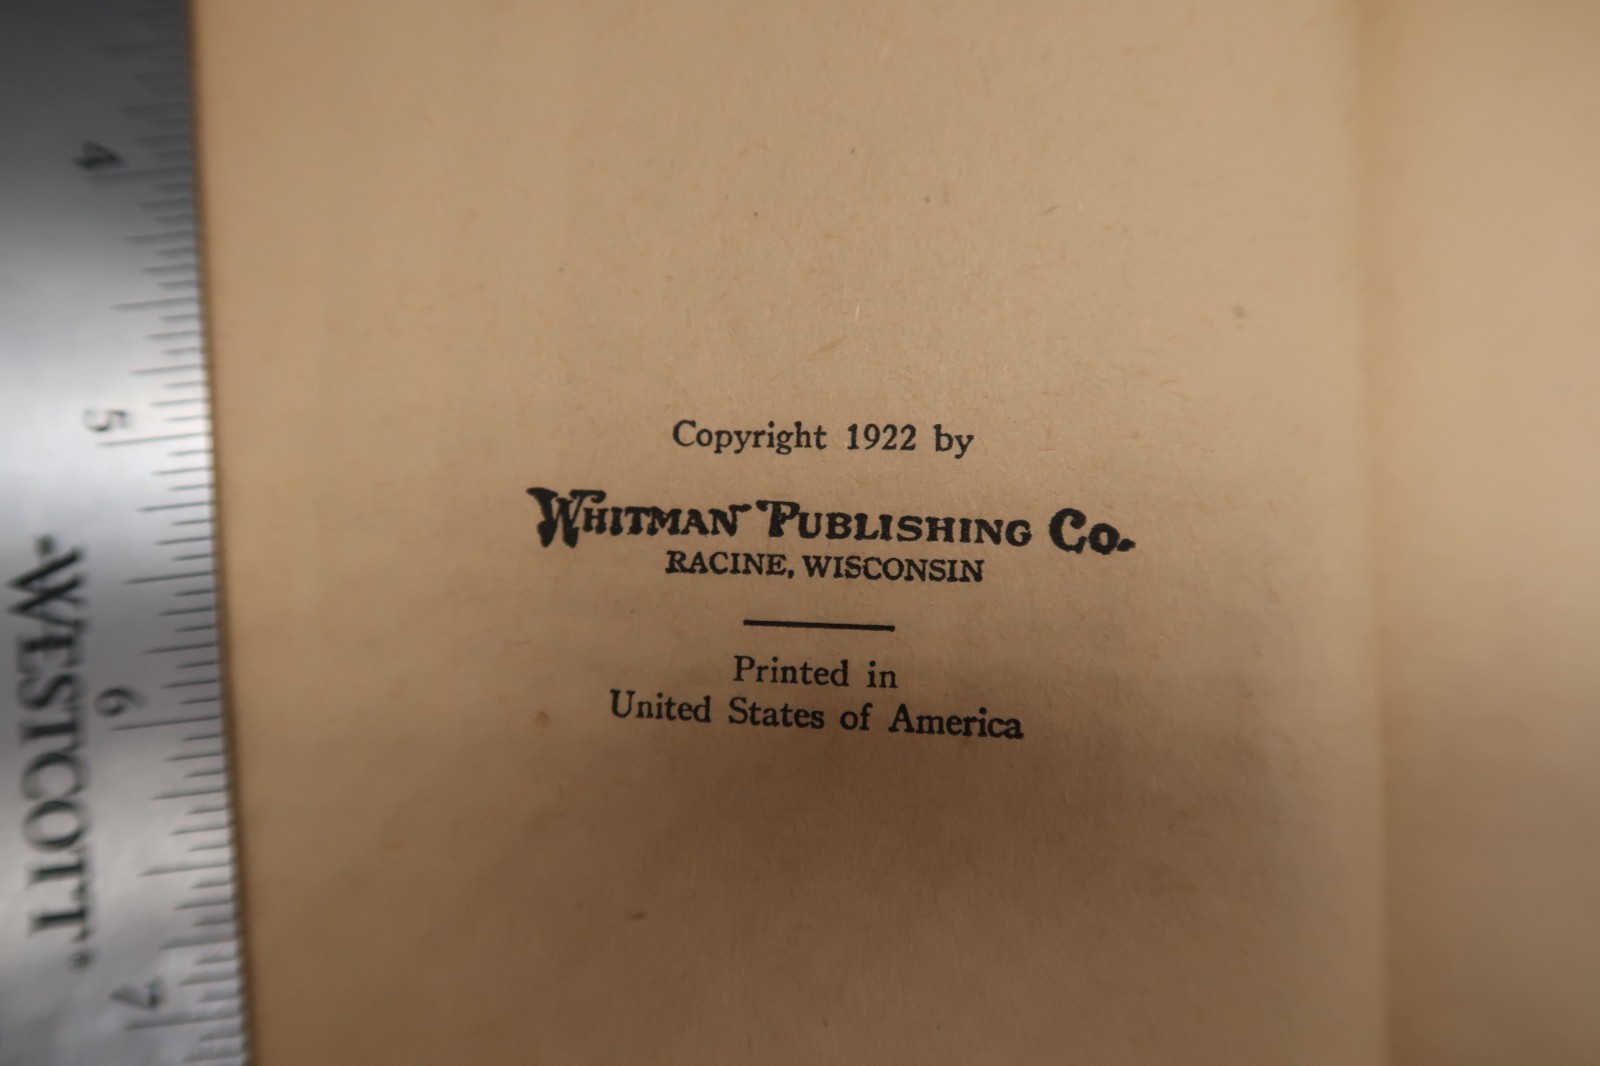 Copyright 1922 by
WHITMAN PUBLISHING CO.
RACINE, WISCONSIN
Printed in
United States of America
4
5
6
7
WESTCOTT®